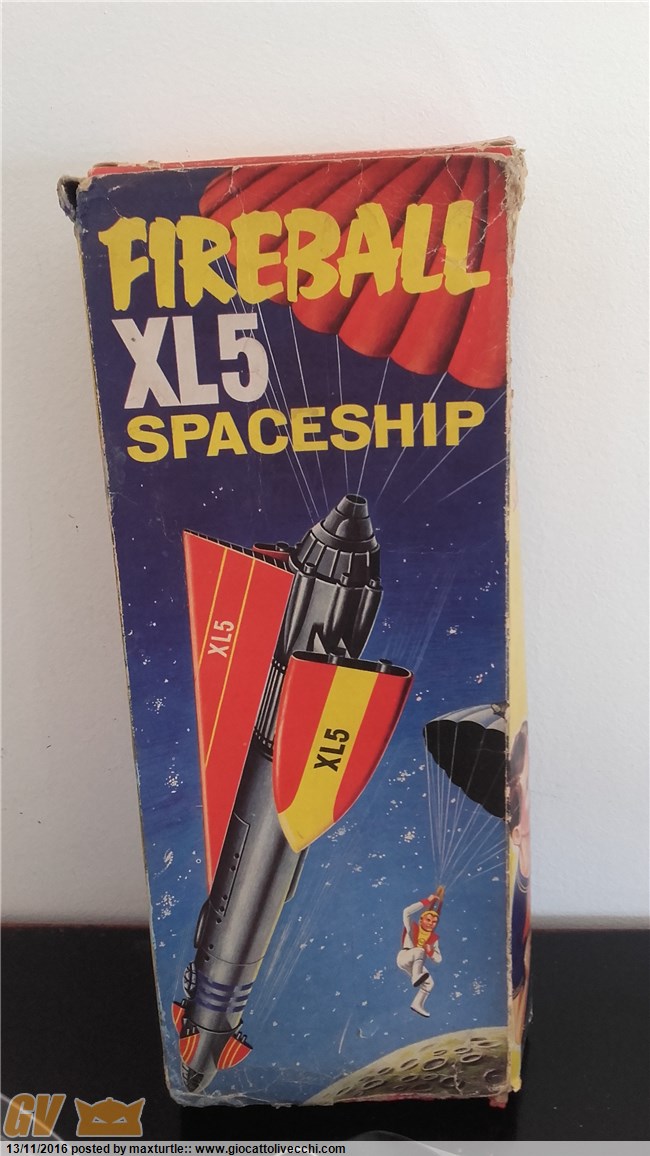 FIREBALL
XL5
SPACESHIP
XL5
XL5
GV
13/11/2016 posted by maxturtle:: www.giocattolivecchi.com